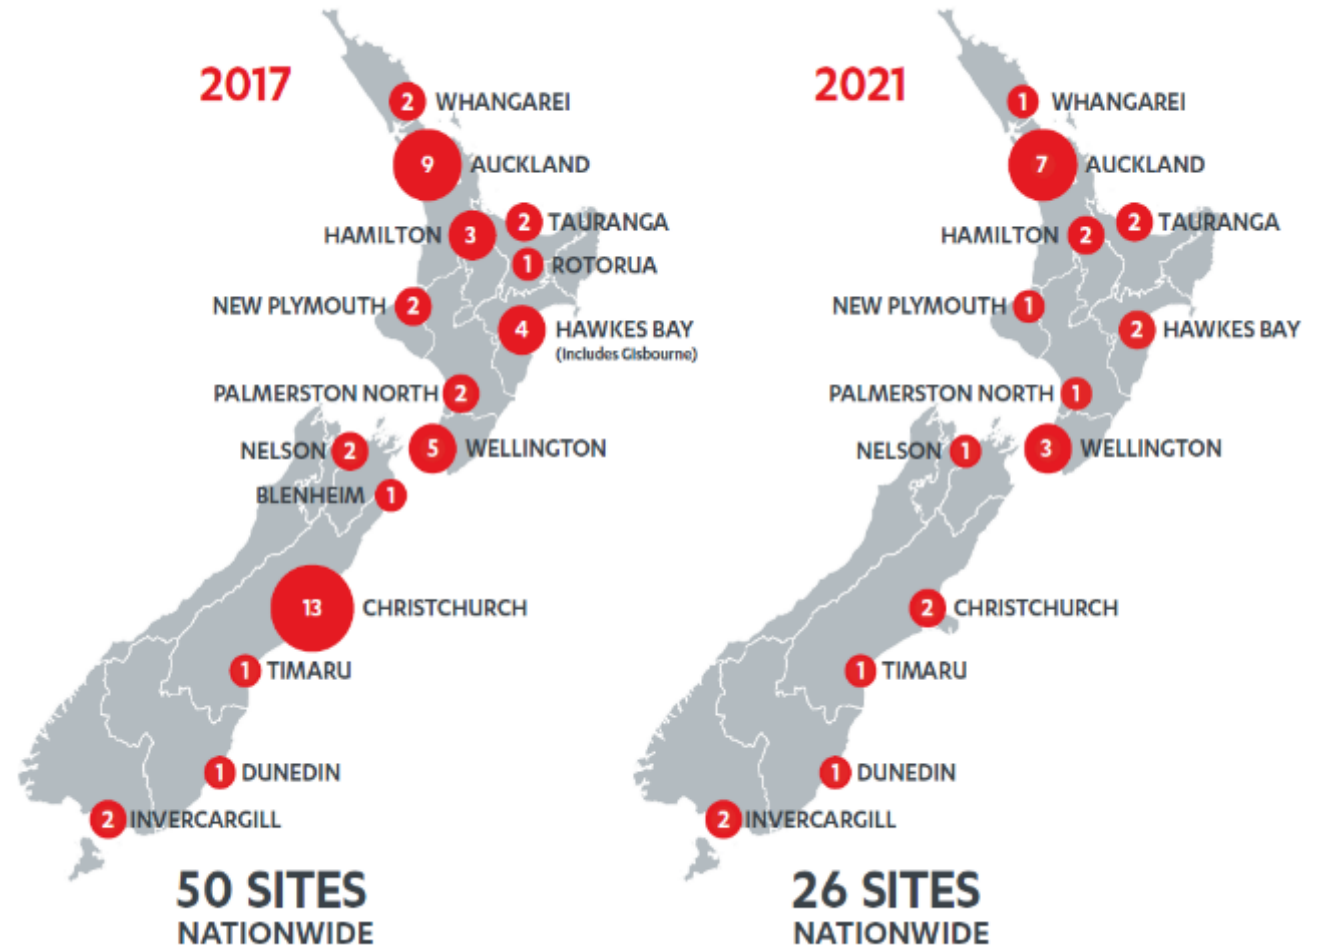 2017
2 WHANGAREI
9 AUCKLAND
2 TAURANGA
HAMILTON 3
1 ROTORUA
NEW PLYMOUTH 2
4 HAWKES BAY
(Includes Gisbourne)
PALMERSTON NORTH 2
5 WELLINGTON
NELSON 2
BLENHEIM 1
13 CHRISTCHURCH
1 TIMARU
1 DUNEDIN
2 INVERCARGILL
50 SITES
NATIONWIDE
2021
1 WHANGAREI
7 AUCKLAND
2 TAURANGA
HAMILTON 2
NEW PLYMOUTH 1
2 HAWKES BAY
PALMERSTON NORTH 1
3 WELLINGTON
NELSON 1
2 CHRISTCHURCH
1 TIMARU
1 DUNEDIN
2 INVERCARGILL
26 SITES
NATIONWIDE